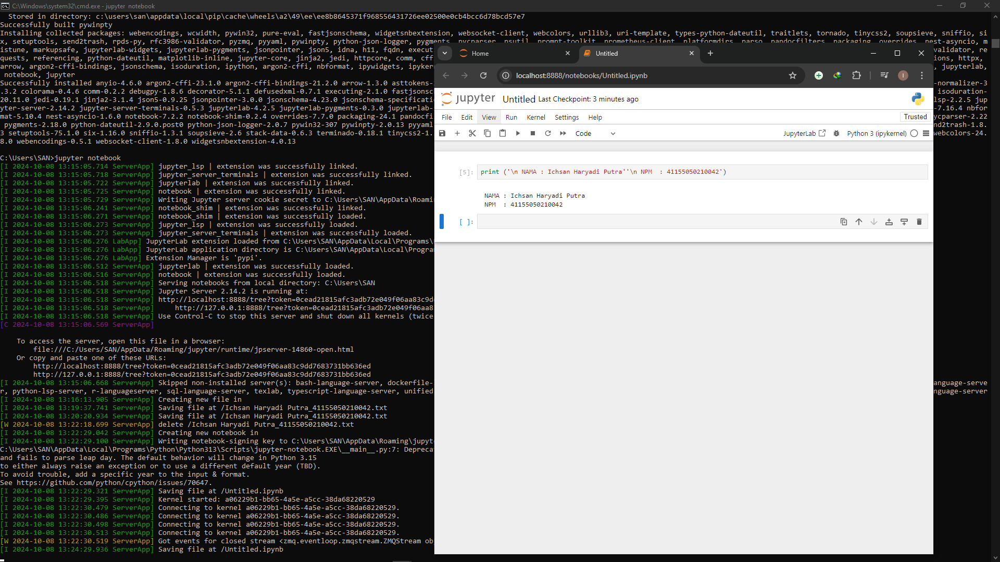 C:\Windows\system32\cmd.exe - jupyter notebook
Stored in directory: c:\users\san\appdata\local\pip\cache\wheels\a2\49\ee\ee8b8645371f968556431726ee02500e0cb4bcc6d78bcd57e7
Successfully built pywinpty
Installing collected packages: webencodings, wcwidth, pywin32, pure-eval, fastjsonschema, widgetsnbextension, websocket-client, webcolors, urllib3, uri-template, types-python-dateutil, traitlets, tornado, tinycss2, soupsieve, sniffio, si
x, setuptools, send2trash, rpds-py, rfc3986-validator, pyzmq, pyyaml, pywinpty, python-json-logger, pygments, pycparser, psutil, prompt-toolkit, prometheus-client, platformdirs, parso, pandocfilters, packaging, overrides, nest-asyncio, m
istune, markupsafe, jupyterlab-widgets, jupyterlab-pygments, jsonpointer, json5, idna, h11, fqdn, execut
validator, re
quests, referencing, python-dateutil, matplotlib-inline, jupyter-core, jinja2, jedi, httpcore, comm, cff
ions, httpx,
arrow, argon2-cffi-bindings, jsonschema, isoduration, ipython, argon2-cffi, nbformat, ipywidgets, ipyker
, jupyterlab,
notebook, jupyter
Successfully installed anyio-4.6.0 argon2-cffi-23.1.0 argon2-cffi-bindings-21.2.0 arrow-1.3.0 asttokens-
-normalizer-3
.3.2 colorama-0.4.6 comm-0.2.2 debugpy-1.8.6 decorator-5.1.1 defusedxml-0.7.1 executing-2.1.0 fastjsonsc
isoduration-
20.11.0 jedi-0.19.1 jinja2-3.1.4 json5-0.9.25 jsonpointer-3.0.0 jsonschema-4.23.0 jsonschema-specificati
lsp-2.2.5 jup
yter-server-2.14.2 jupyter-server-terminals-0.5.3 jupyterlab-4.2.5 jupyterlab-pygments-0.3.0 jupyterlab-
-7.16.4 nbfor
mat-5.10.4 nest-asyncio-1.6.0 notebook-7.2.2 notebook-shim-0.2.4 overrides-7.7.0 packaging-24.1 pandocfi
ycparser-2.22
pygments-2.18.0 python-dateutil-2.9.0.post0 python-json-logger-2.0.7 pywin32-307 pywinpty-2.0.13 pyyaml
nd2trash-1.8.
3 setuptools-75.1.0 six-1.16.0 sniffio-1.3.1 soupsieve-2.6 stack-data-0.6.3 terminado-0.18.1 tinycss2-1.
webcolors-24.
8.0 webencodings-0.5.1 websocket-client-1.8.0 widgetsnbextension-4.0.13
C:\Users\SAN>jupyter notebook
[I 2024-10-08 13:15:05.714 ServerApp] jupyter_lsp | extension was successfully linked.
[I 2024-10-08 13:15:05.718 ServerApp] jupyter_server_terminals | extension was successfully linked.
[I 2024-10-08 13:15:05.722 ServerApp] jupyterlab | extension was successfully linked.
[I 2024-10-08 13:15:05.725 ServerApp] notebook | extension was successfully linked.
[I 2024-10-08 13:15:05.729 ServerApp] Writing Jupyter server cookie secret to C:\Users\SAN\AppData\Roami
[I 2024-10-08 13:15:06.241 ServerApp] notebook_shim | extension was successfully linked.
[I 2024-10-08 13:15:06.271 ServerApp] notebook_shim | extension was successfully loaded.
[I 2024-10-08 13:15:06.273 ServerApp] jupyter_lsp | extension was successfully loaded.
[I 2024-10-08 13:15:06.273 ServerApp] jupyter_server_terminals | extension was successfully loaded.
[I 2024-10-08 13:15:06.276 LabApp] JupyterLab extension loaded from C:\Users\SAN\AppData\Local\Programs\
[I 2024-10-08 13:15:06.276 LabApp] JupyterLab application directory is C:\Users\SAN\AppData\Local\Progra
[I 2024-10-08 13:15:06.276 LabApp] Extension Manager is 'pypi'.
[I 2024-10-08 13:15:06.512 ServerApp] jupyterlab | extension was successfully loaded.
[I 2024-10-08 13:15:06.516 ServerApp] notebook | extension was successfully loaded.
[I 2024-10-08 13:15:06.518 ServerApp] Serving notebooks from local directory: C:\Users\SAN
[I 2024-10-08 13:15:06.518 ServerApp] Jupyter Server 2.14.2 is running at:
[I 2024-10-08 13:15:06.518 ServerApp] http://localhost:8888/tree?token=0cead21815afc3adb72e049f06aa83c9d
[I 2024-10-08 13:15:06.518 ServerApp]     http://127.0.0.1:8888/tree?token=0cead21815afc3adb72e049f06aa8
[I 2024-10-08 13:15:06.518 ServerApp] Use Control-C to stop this server and shut down all kernels (twice
[C 2024-10-08 13:15:06.569 ServerApp]
To access the server, open this file in a browser:
file:///C:/Users/SAN/AppData/Roaming/jupyter/runtime/jpserver-14860-open.html
Or copy and paste one of these URLs:
http://localhost:8888/tree?token=0cead21815afc3adb72e049f06aa83c9dd7683731bb636ed
http://127.0.0.1:8888/tree?token=0cead21815afc3adb72e049f06aa83c9dd7683731bb636ed
[I 2024-10-08 13:15:06.668 ServerApp] Skipped non-installed server(s): bash-language-server, dockerfile-
anguage-serve
r, python-lsp-server, r-languageserver, sql-language-server, texlab, typescript-language-server, unified
nguage-server
[I 2024-10-08 13:16:13.905 ServerApp] Creating new file in
[I 2024-10-08 13:19:37.741 ServerApp] Saving file at /Ichsan Haryadi Putra_41155050210042.txt
[I 2024-10-08 13:20:20.934 ServerApp] Saving file at /Ichsan Haryadi Putra_41155050210042.txt
[W 2024-10-08 13:22:18.699 ServerApp] delete /Ichsan Haryadi Putra_41155050210042.txt
[I 2024-10-08 13:22:29.042 ServerApp] Creating new notebook in
[I 2024-10-08 13:22:29.100 ServerApp] Writing notebook-signing key to C:\Users\SAN\AppData\Roaming\jupyt
C:\Users\SAN\AppData\Local\Programs\Python\Python313\Scripts\jupyter-notebook.EXE\__main__.py:7: Depreca
and fails to parse leap day. The default behavior will change in Python 3.15
to either always raise an exception or to use a different default year (TBD).
To avoid trouble, add a specific year to the input & format.
See https://github.com/python/cpython/issues/70647.
[I 2024-10-08 13:22:29.321 ServerApp] Saving file at /Untitled.ipynb
[I 2024-10-08 13:22:29.395 ServerApp] Kernel started: a06229b1-bb65-4a5e-a5cc-38da68220529
[I 2024-10-08 13:22:30.479 ServerApp] Connecting to kernel a06229b1-bb65-4a5e-a5cc-38da68220529.
[I 2024-10-08 13:22:30.486 ServerApp] Connecting to kernel a06229b1-bb65-4a5e-a5cc-38da68220529.
[I 2024-10-08 13:22:30.498 ServerApp] Connecting to kernel a06229b1-bb65-4a5e-a5cc-38da68220529.
[I 2024-10-08 13:22:30.513 ServerApp] Connecting to kernel a06229b1-bb65-4a5e-a5cc-38da68220529.
[W 2024-10-08 13:22:30.519 ServerApp] Got events for closed stream <zmq.eventloop.zmqstream.ZMQStream ob
[I 2024-10-08 13:24:29.936 ServerApp] Saving file at /Untitled.ipynb
Home
Untitled
localhost:8888/notebooks/Untitled.ipynb
I
jupyter Untitled Last Checkpoint: 3 minutes ago
File Edit View Run Kernel Settings Help
Trusted
Code
JupyterLab
Python 3 (ipykernel)
[5]: print ('\n NAMA : Ichsan Haryadi Putra''\n NPM  : 41155050210042')
NAMA : Ichsan Haryadi Putra
NPM  : 41155050210042
[ ]: